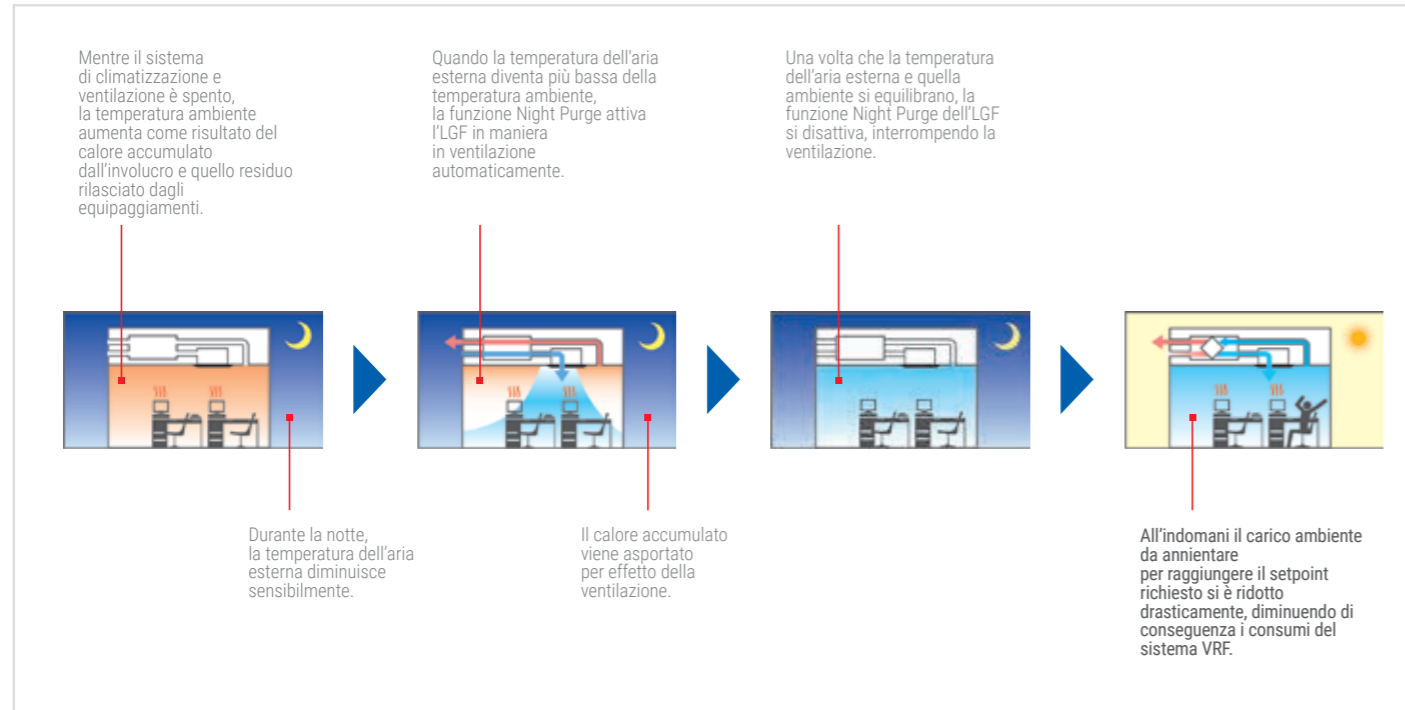 Mentre il sistema
di climatizzazione e
ventilazione è spento,
la temperatura ambiente
aumenta come risultato del
calore accumulato
dall'involucro e quello residuo
rilasciato dagli
equipaggiamenti.
Quando la temperatura dell'aria
esterna diventa più bassa della
temperatura ambiente,
la funzione Night Purge attiva
l'LGF in maniera
in ventilazione
automaticamente.
Una volta che la temperatura
dell'aria esterna e quella
ambiente si equilibrano, la
funzione Night Purge dell'LGF
si disattiva, interrompendo la
ventilazione.
Durante la notte,
la temperatura dell'aria
esterna diminuisce
sensibilmente.
Il calore accumulato
viene asportato
per effetto della
ventilazione.
All'indomani il carico ambiente
da annientare
per raggiungere il setpoint
richiesto si è ridotto
drasticamente, diminuendo di
conseguenza i consumi del
sistema VRF.